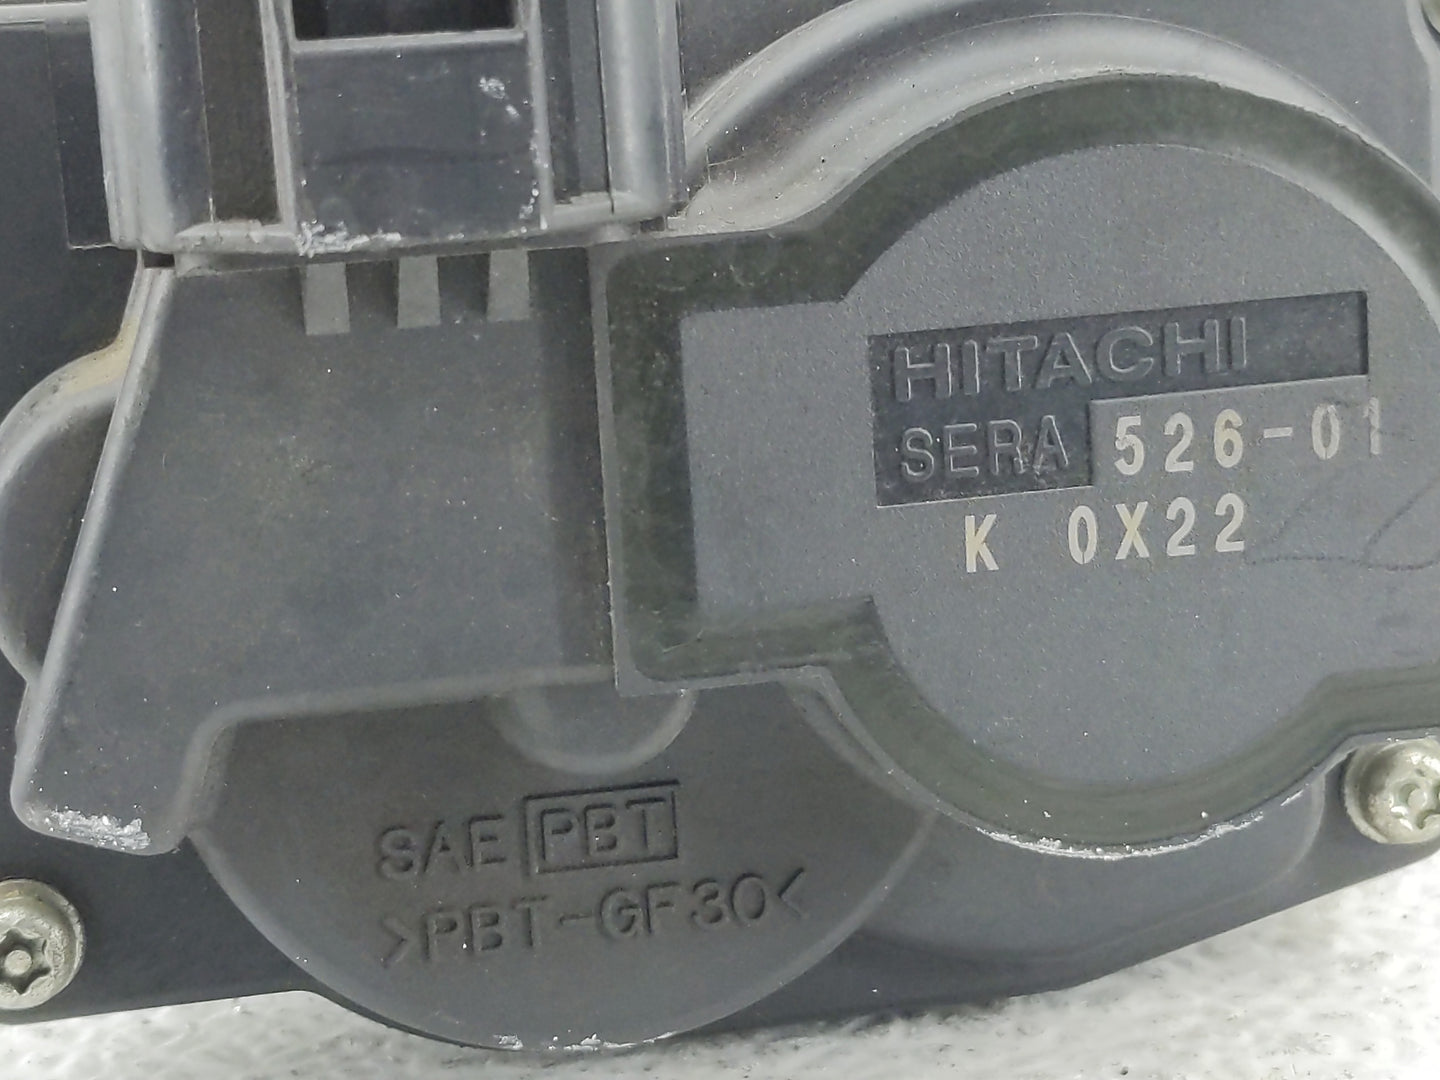 HITACHI
SERA 526-01
K 0X22
SAE PBT
>PBT-GF30<